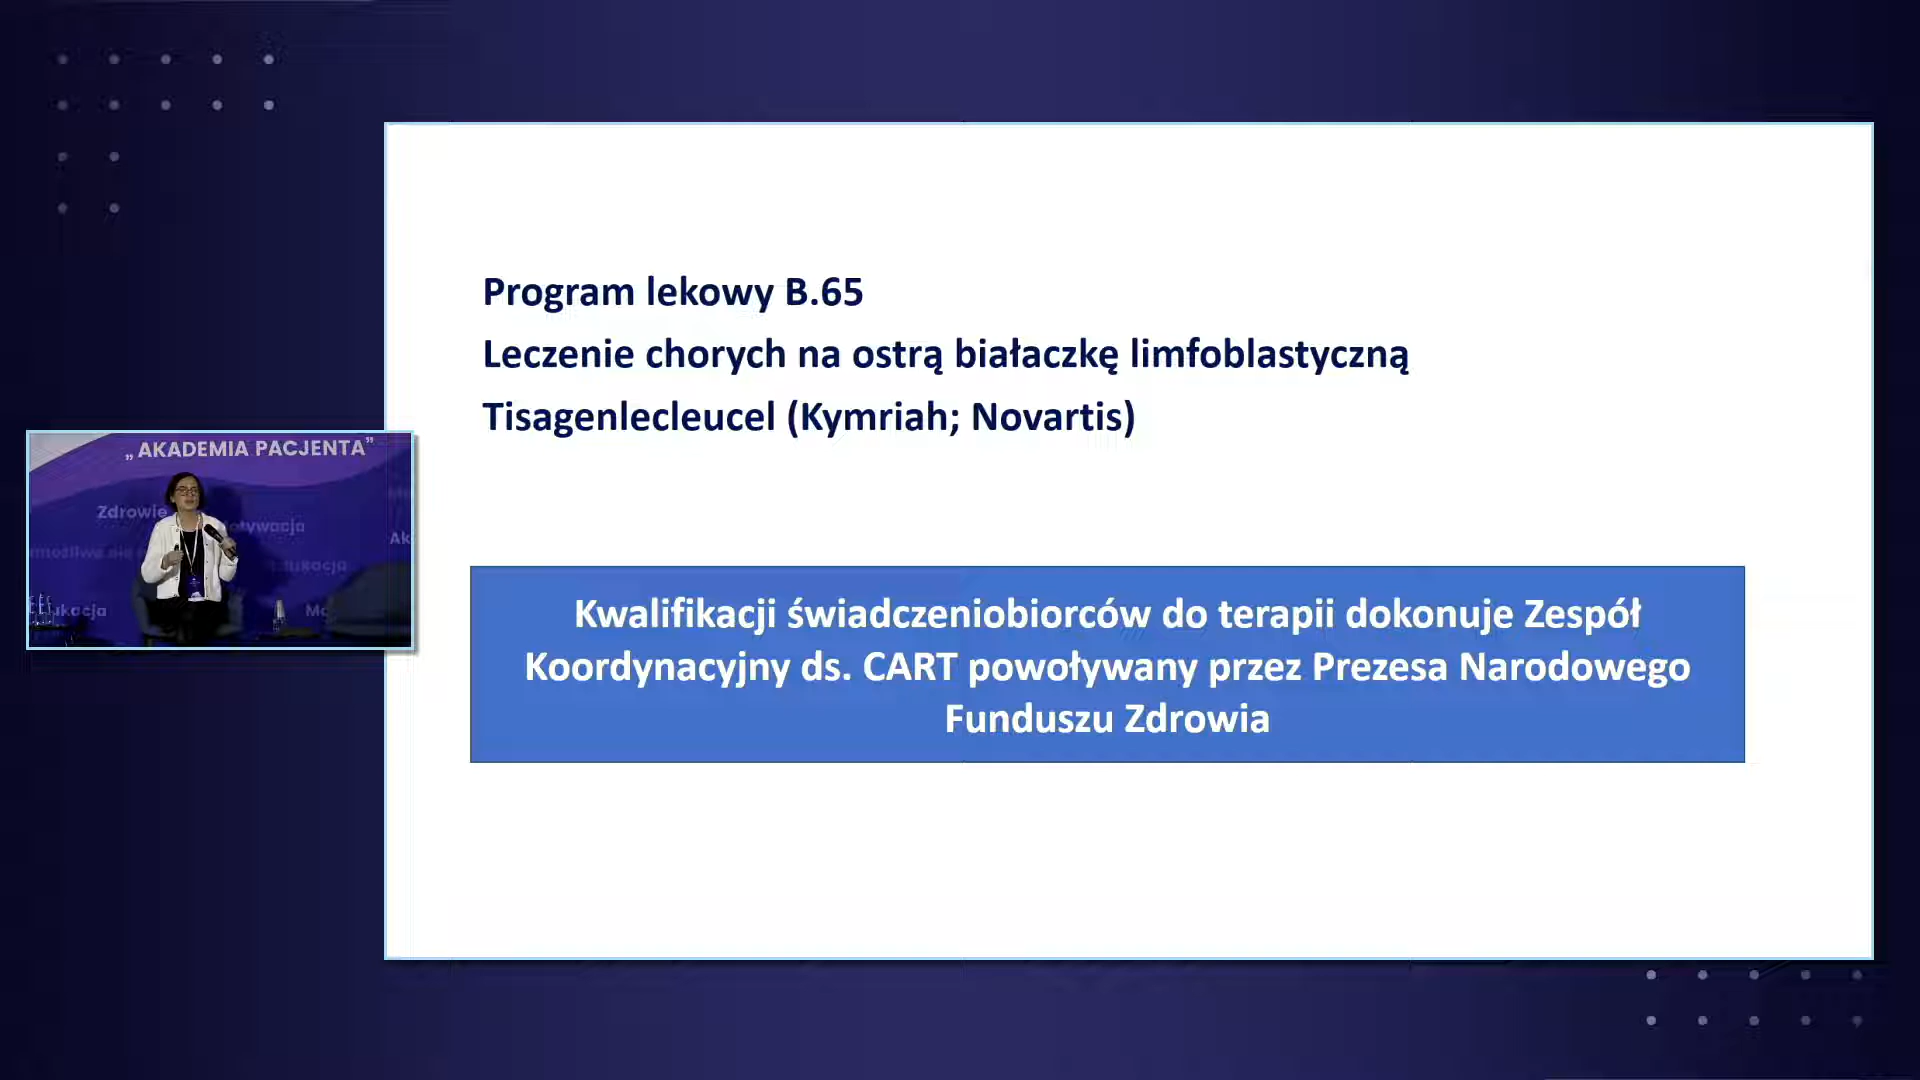 Program lekowy B.65
Leczenie chorych na ostrą białaczkę limfoblastyczną
Tisagenlecleucel (Kymriah; Novartis)
„AKADEMIA PACJENTA”
Zdrowie
Kwalifikacji świadczeniobiorców do terapii dokonuje Zespół
Koordynacyjny ds. CART powoływany przez Prezesa Narodowego
Funduszu Zdrowia